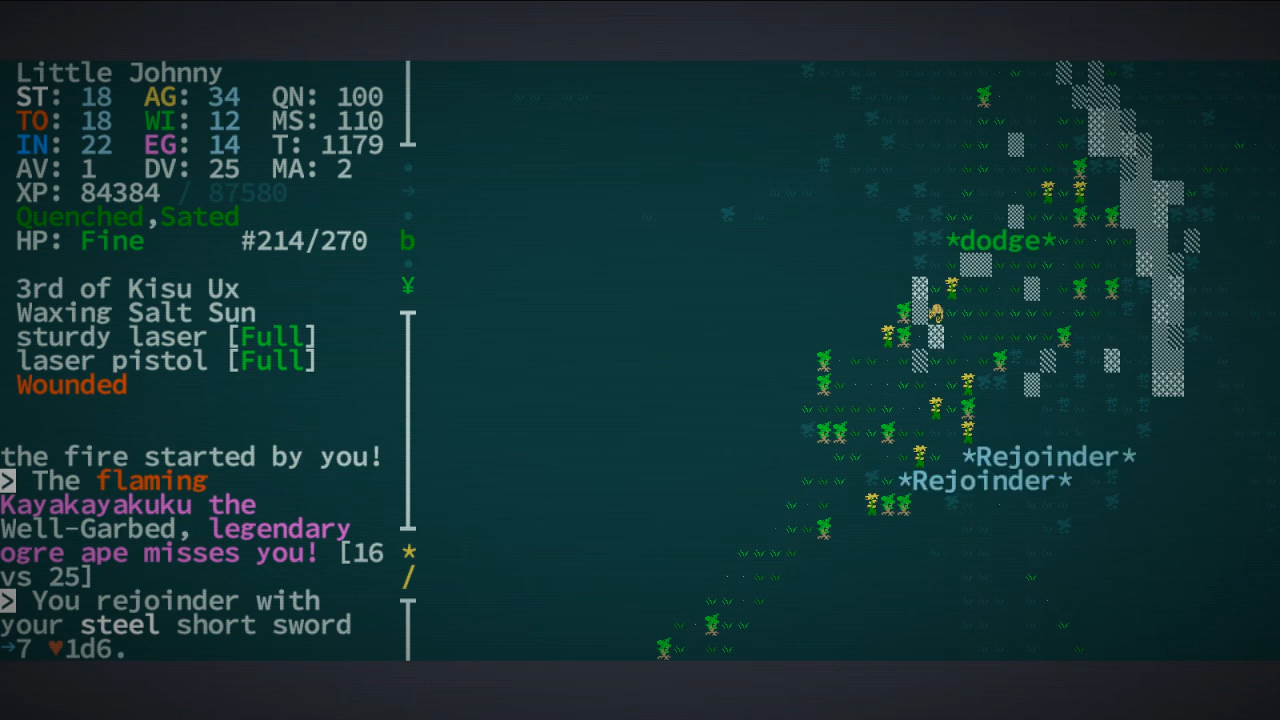 Little Johnny
ST: 18 AG: 34 QN: 100
TO: 18 WI: 12 MS: 110
IN: 22 EG: 14 T: 1179
AV: 1 DV: 25 MA: 2
XP: 84384 / 87580
Quenched,Sated
HP: Fine #214/270
b
3rd of Kisu Ux
¥
Waxing Salt Sun
sturdy laser [Full]
laser pistol [Full]
Wounded
the fire started by you!
> The flaming
Kayakayakuku the
Well-Garbed, legendary
ogre ape misses you! [16
vs 25]
> You rejoinder with
your steel short sword
→7 ♥1d6.
*
/
*dodge*
*Rejoinder*
*Rejoinder*